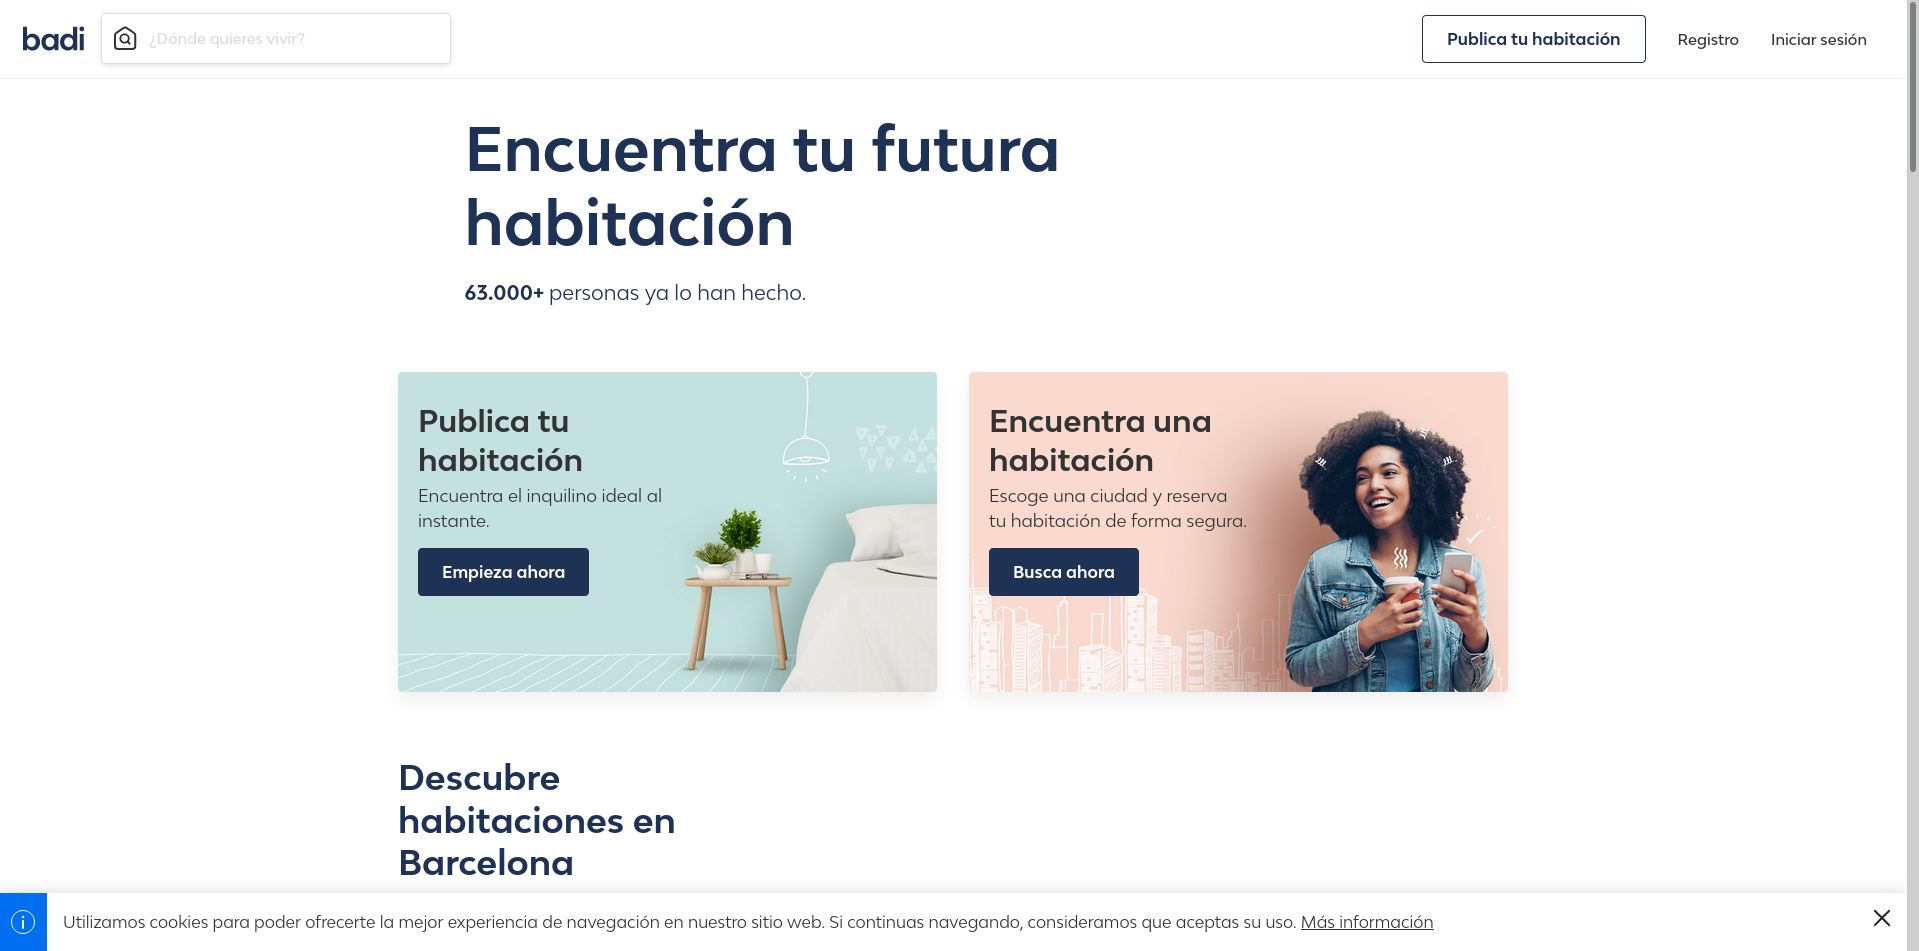 badi
¿Dónde quieres vivir?
Publica tu habitación
Registro
Iniciar sesión
Encuentra tu futura
habitación
63.000+ personas ya lo han hecho.
Publica tu
habitación
Encuentra el inquilino ideal al
instante.
Empieza ahora
Encuentra una
habitación
Escoge una ciudad y reserva
tu habitación de forma segura.
Busca ahora
Descubre
habitaciones en
Barcelona
Utilizamos cookies para poder ofrecerte la mejor experiencia de navegación en nuestro sitio web. Si continuas navegando, consideramos que aceptas su uso. Más información